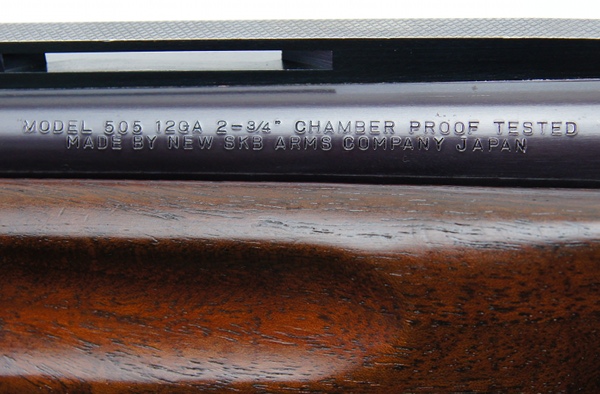 MODEL 505 12GA 2-3/4" CHAMBER PROOF TESTED
MADE BY NEW SKB ARMS COMPANY JAPAN